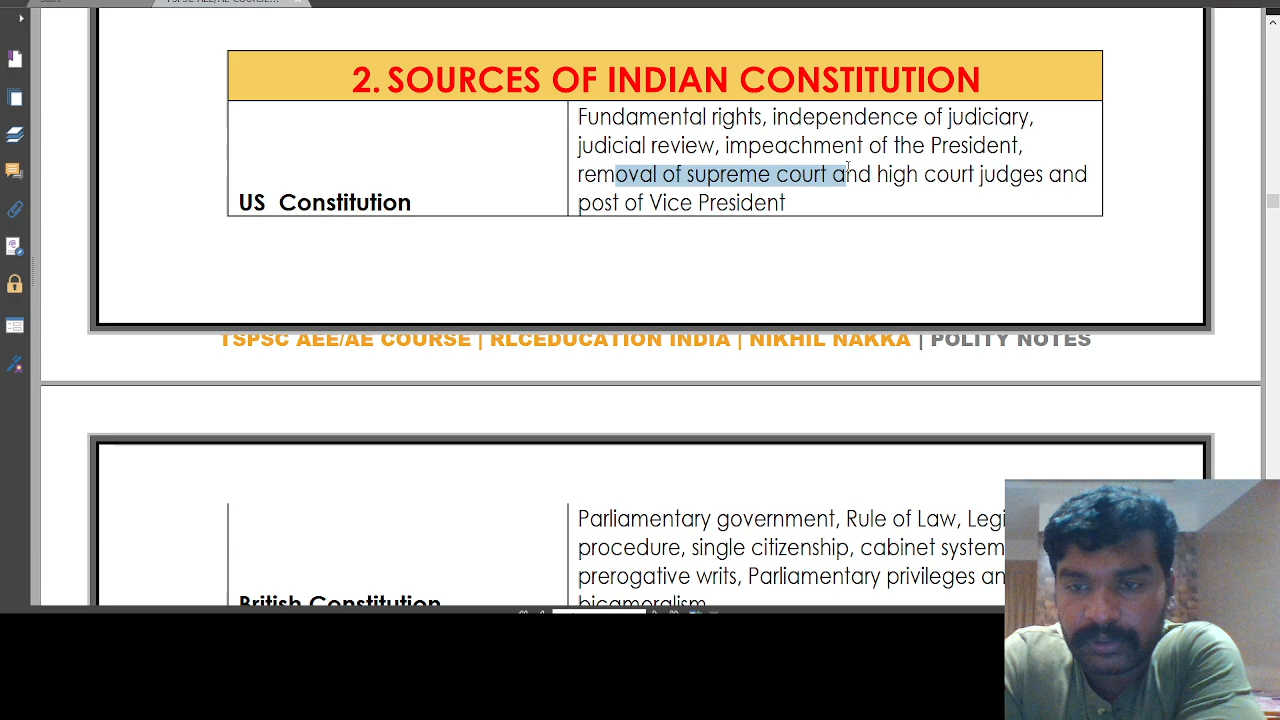 2. SOURCES OF INDIAN CONSTITUTION
Fundamental rights, independence of judiciary,
judicial review, impeachment of the President,
removal of supreme court and high court judges and
US Constitution
post of Vice President
TSPSC AEE/AE COURSE | RLCEDUCATION INDIA | NIKHIL NAKKA | POLITY NOTES
Parliamentary government, Rule of Law,
procedure, single citizenship, cabinet system
prerogative writs, Parliamentary privileges
British Constitution
bicameralism